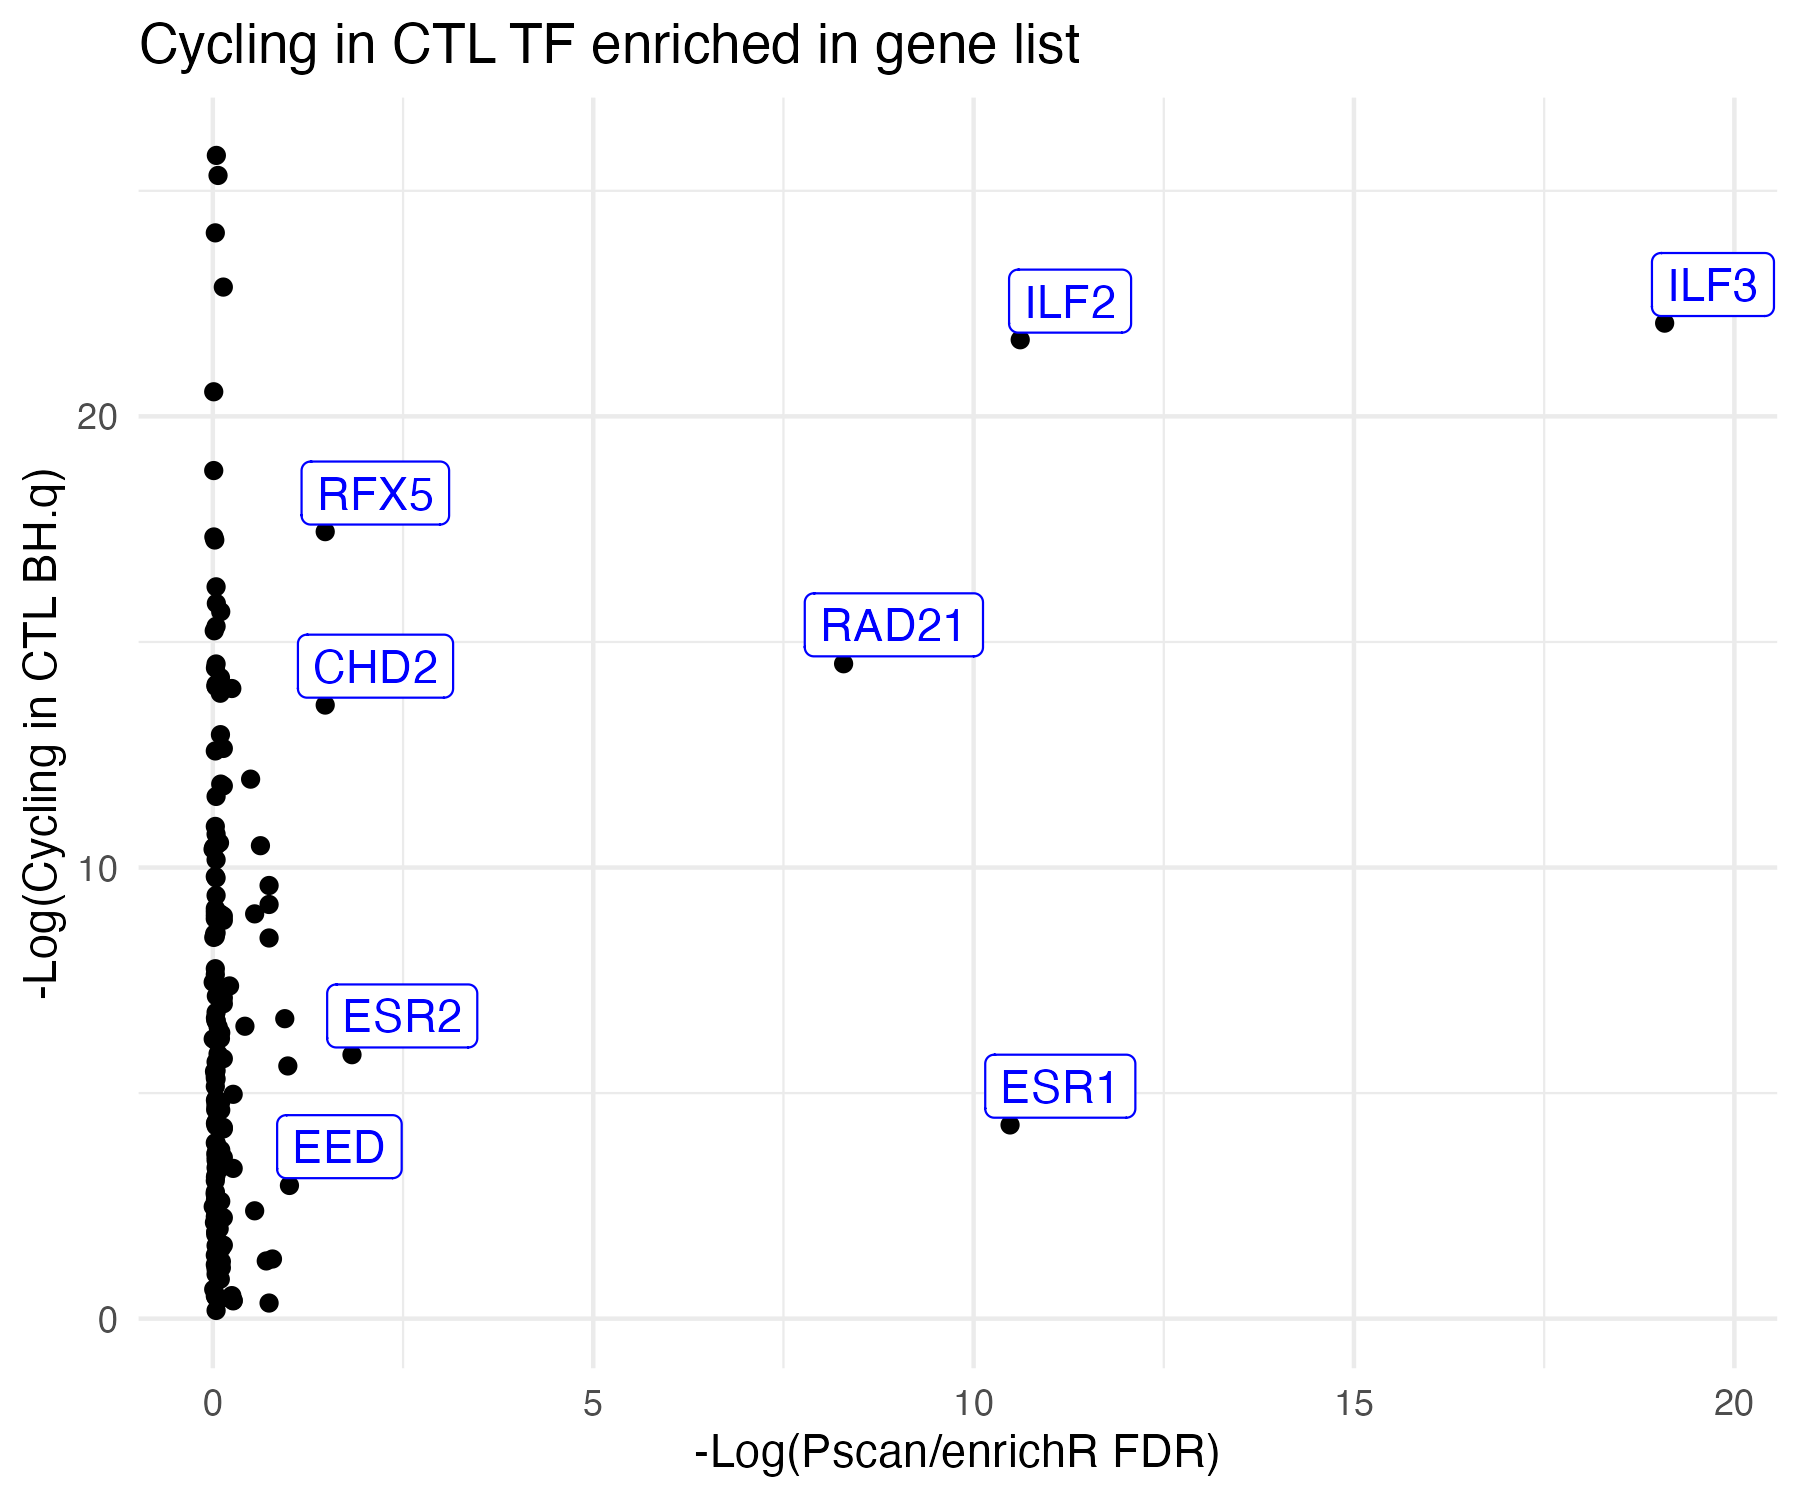 Cycling in CTL TF enriched in gene list
-Log(Cycling in CTL BH.q)
20
10
0
ILF2
ILF3
RFX5
RAD21
CHD2
ESR2
ESR1
EED
0 5 10 15 20
-Log(Pscan/enrichR FDR)